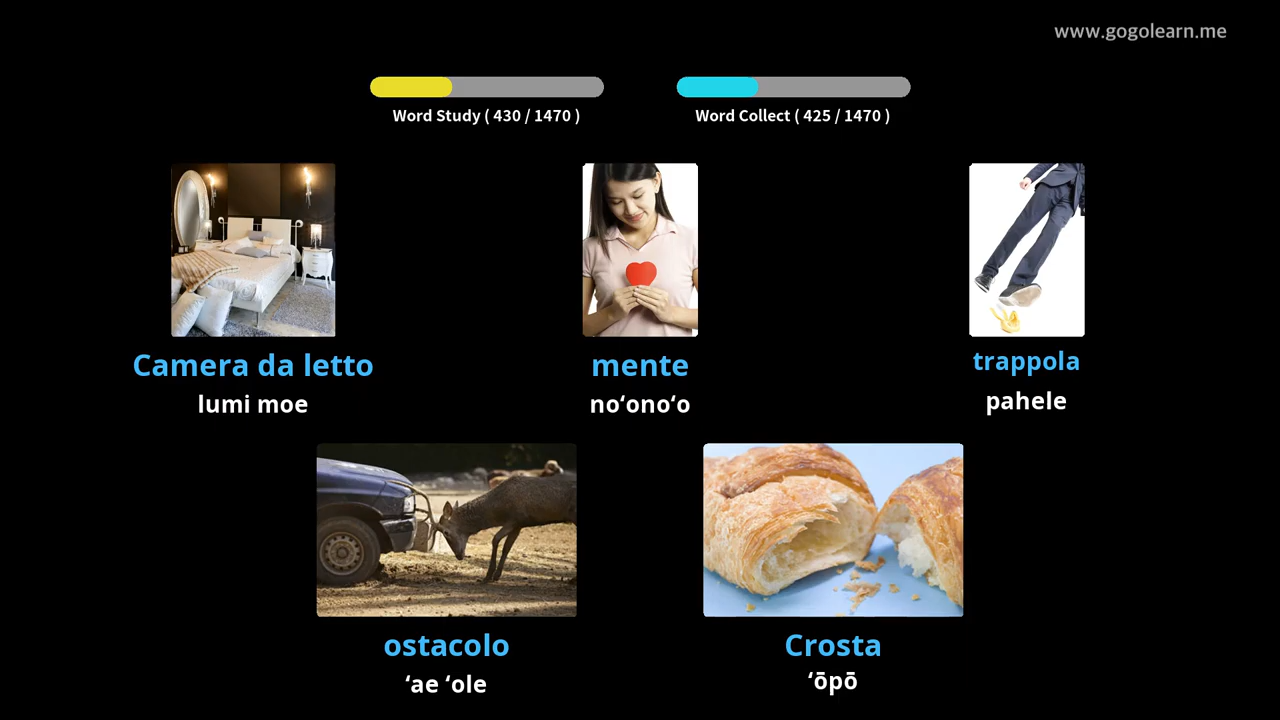 www.gogolearn.me
Word Study ( 430 / 1470 )
Word Collect ( 425 / 1470 )
Camera da letto
lumi moe
mente
noʻonoʻo
trappola
pahele
ostacolo
ʻae ʻole
Crosta
ʻōpō